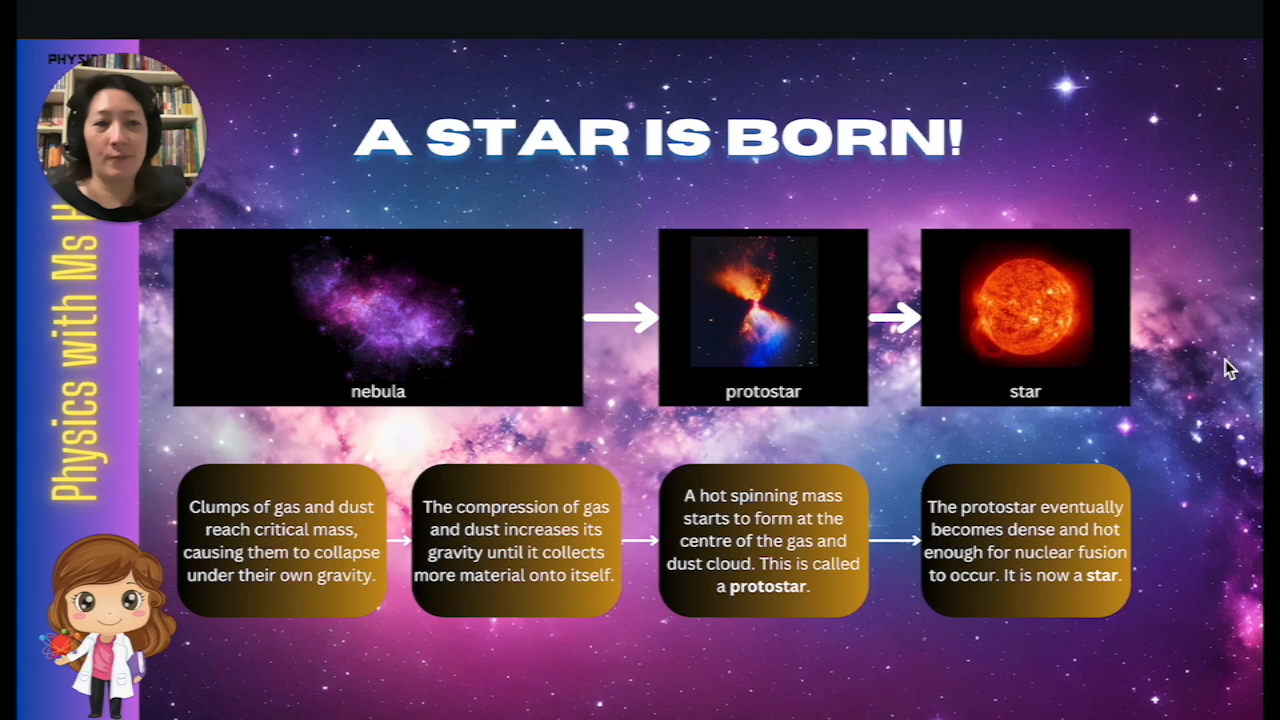 A STAR IS BORN!
Physics with Ms
nebula
protostar
star
Clumps of gas and dust
reach critical mass,
causing them to collapse
under their own gravity.
The compression of gas
and dust increases its
gravity until it collects
more material onto itself.
A hot spinning mass
starts to form at the
centre of the gas and
dust cloud. This is called
a protostar.
The protostar eventually
becomes dense and hot
enough for nuclear fusion
to occur. It is now a star.